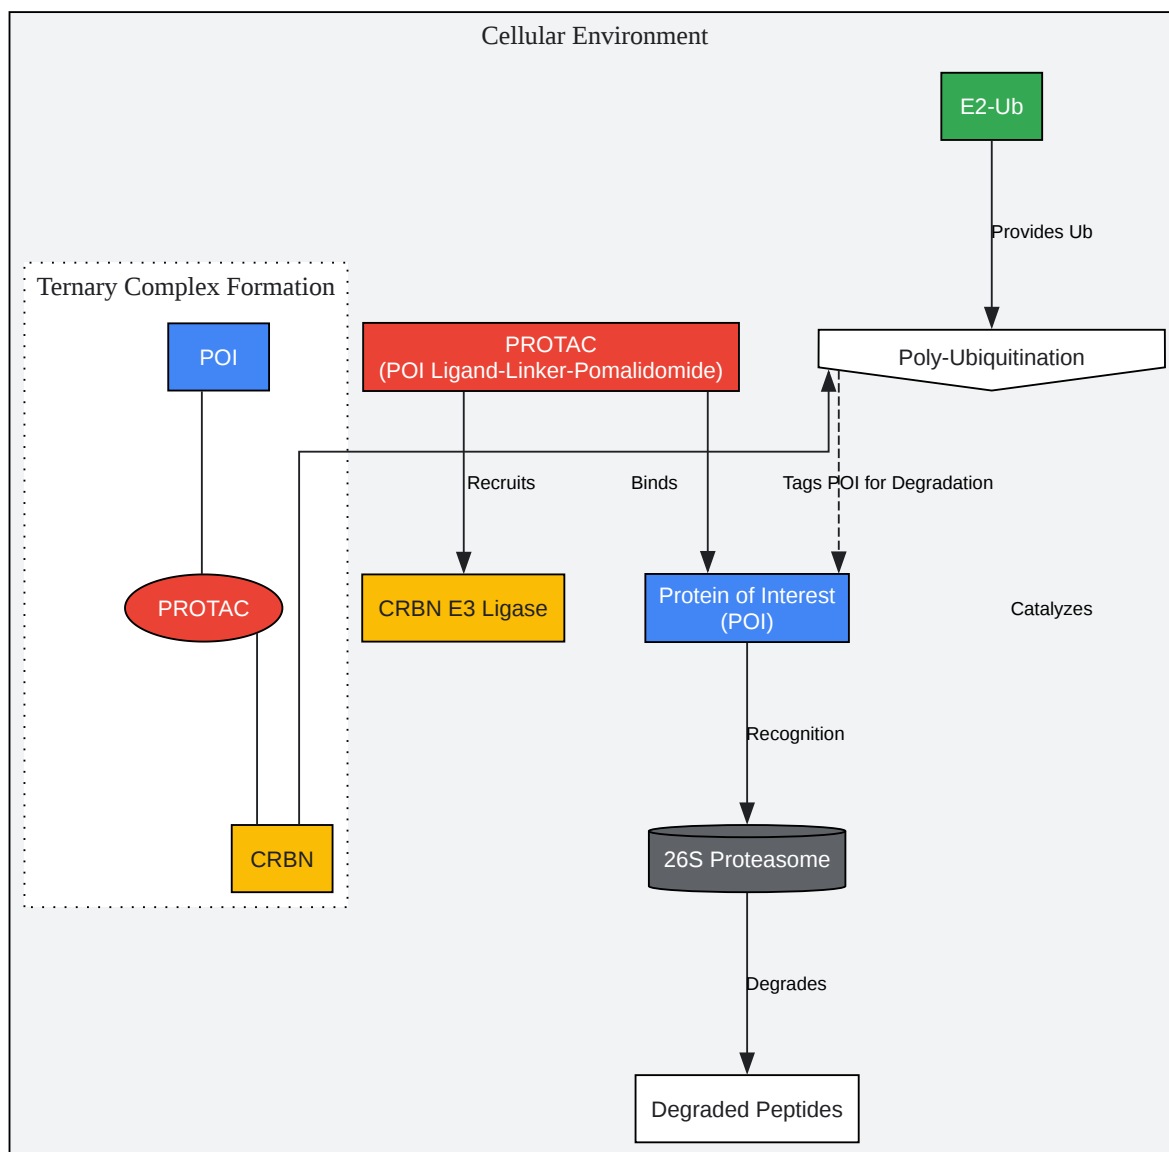 Cellular Environment
E2-Ub
Provides Ub
Ternary Complex Formation
POI
PROTAC
(POI Ligand-Linker-Pomalidomide)
Poly-Ubiquitination
Recruits
Binds
Tags POI for Degradation
PROTAC
CRBN E3 Ligase
Protein of Interest
(POI)
Catalyzes
Recognition
CRBN
26S Proteasome
Degrades
Degraded Peptides